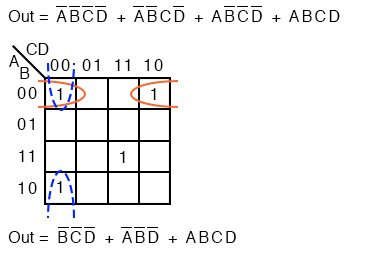 Out = A̅B̅C̅D̅ + A̅B̅CD̅ + AB̅C̅D̅ + ABCD
CD
A
B
00 01 11 10
00 1 1
01
11 1
10 1
Out = B̅C̅D̅ + A̅B̅D̅ + ABCD